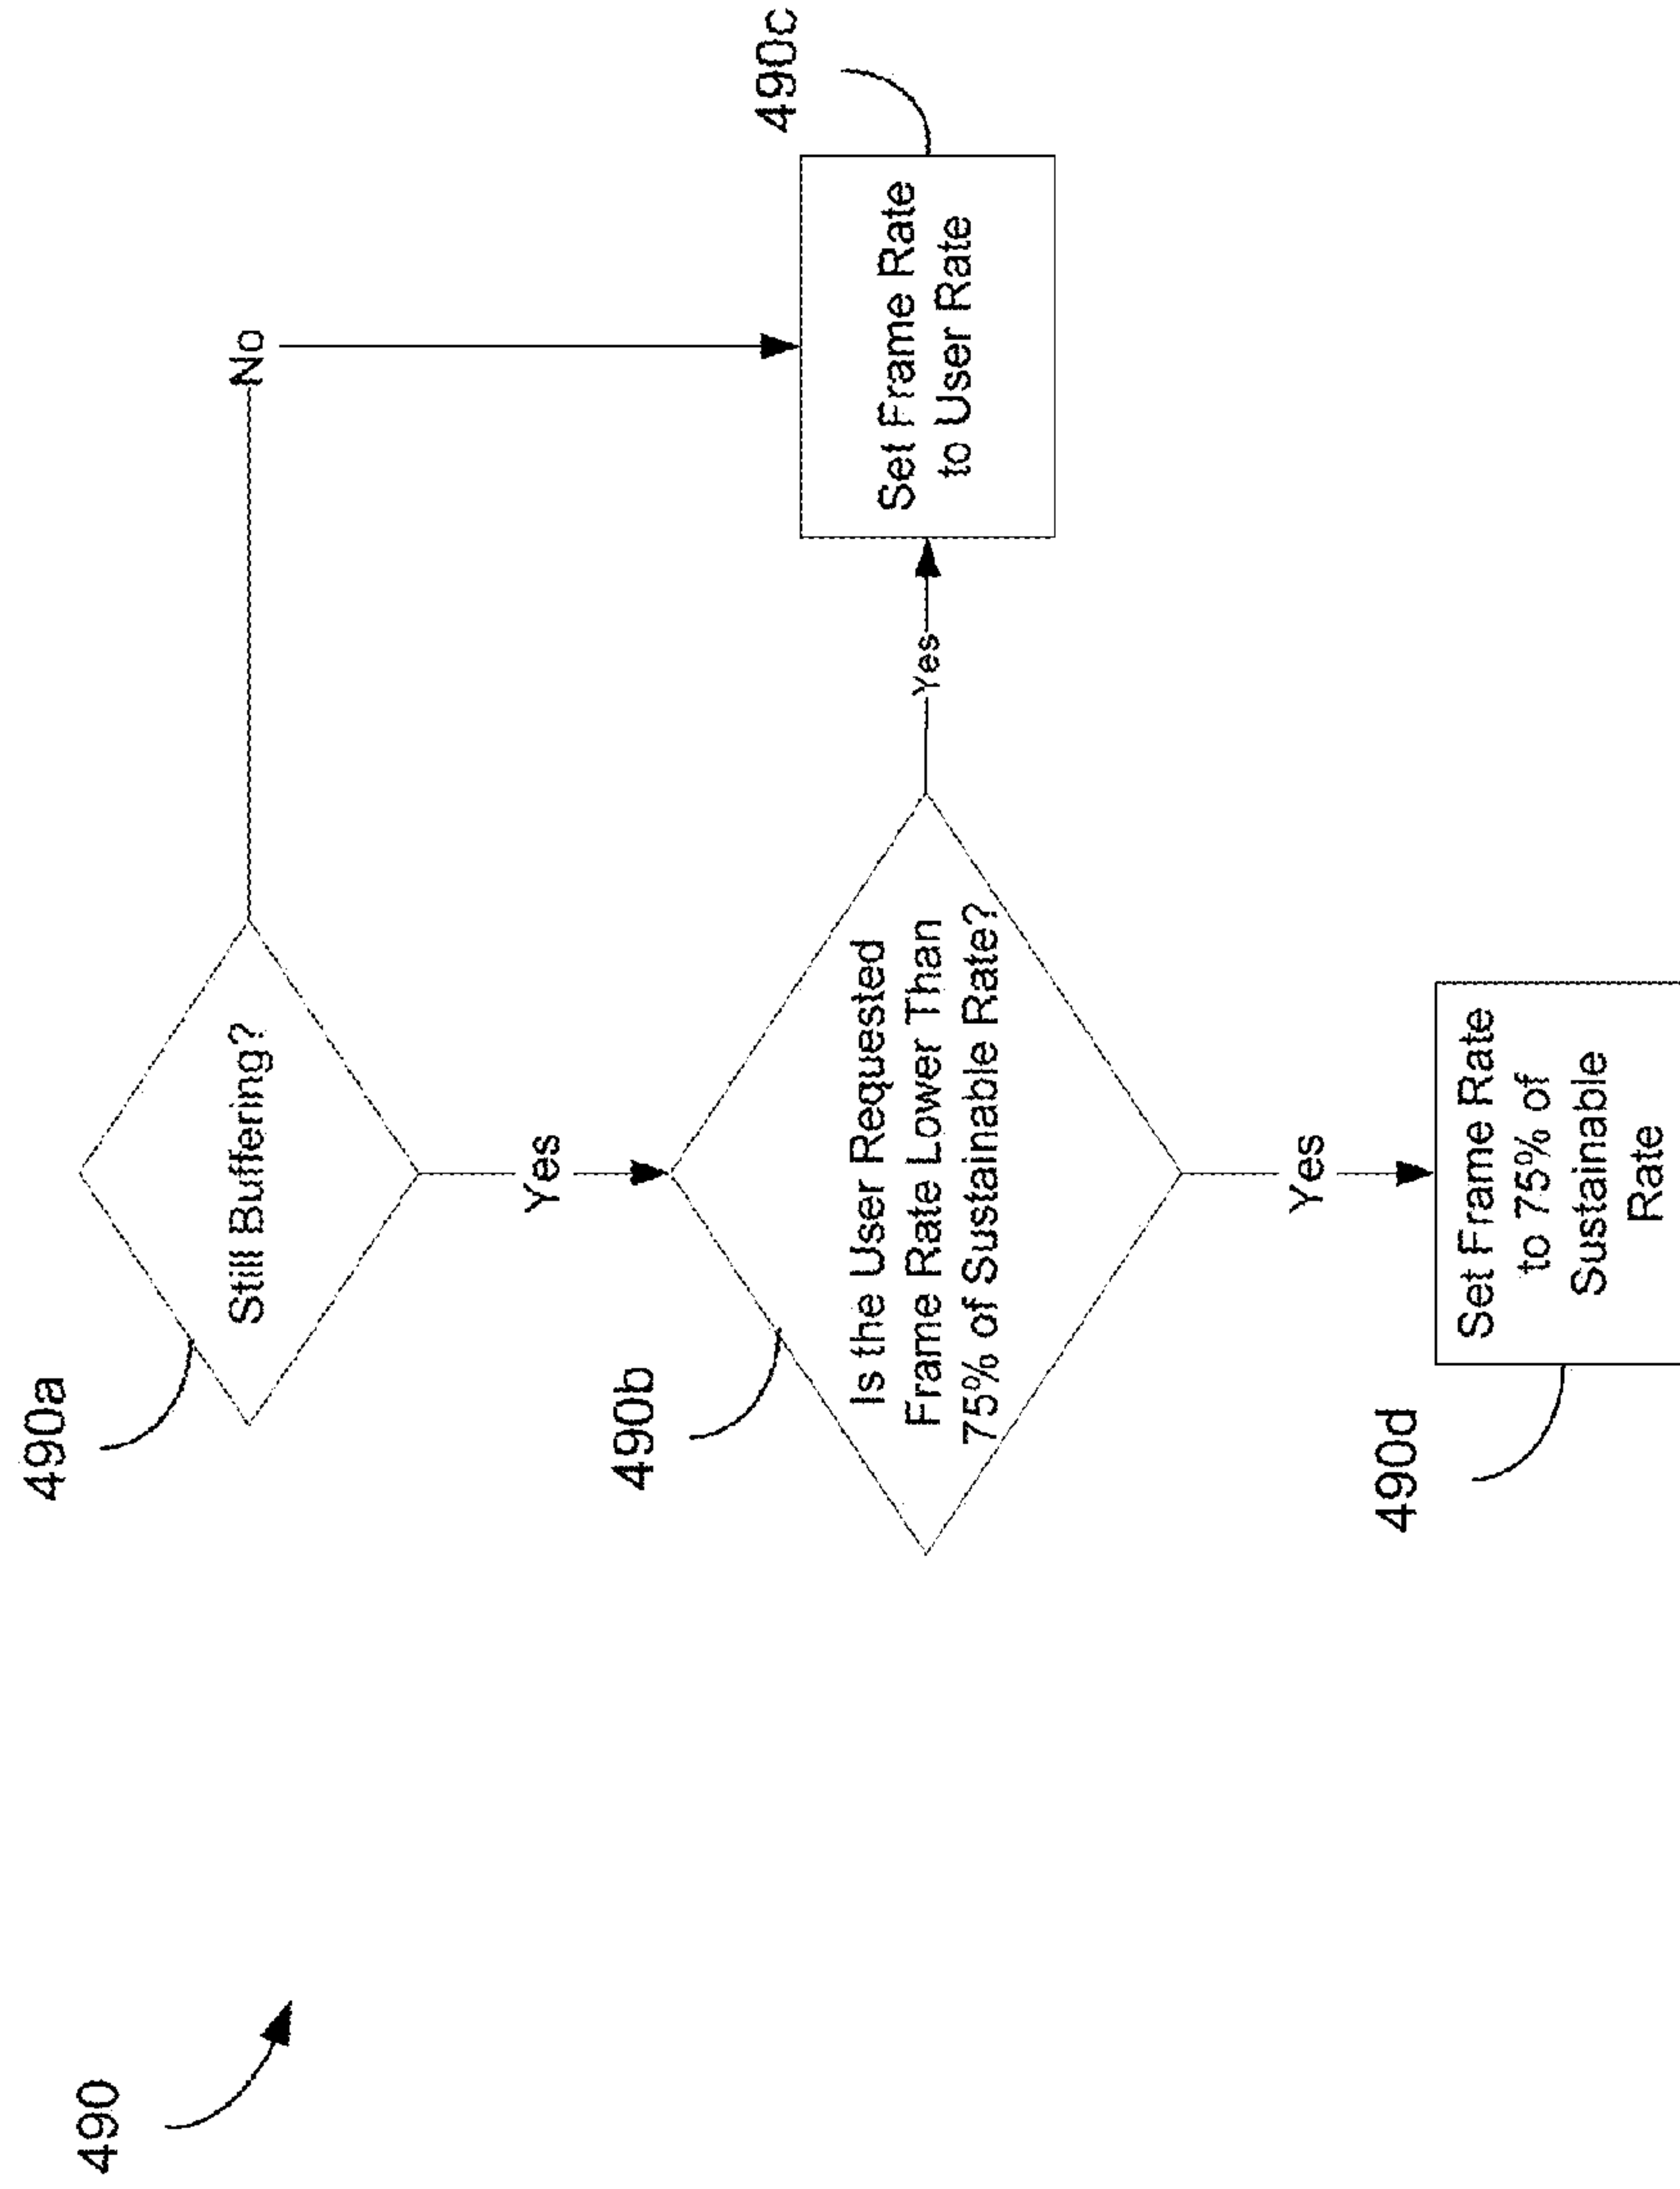 490
490a
Still Buffering?
No
Yes
490b
Is the User Requested
Frame Rate Lower Than
75% of Sustainable Rate?
Yes
490c
Set Frame Rate
to User Rate
Yes
490d
Set Frame Rate
to 75% of
Sustainable
Rate